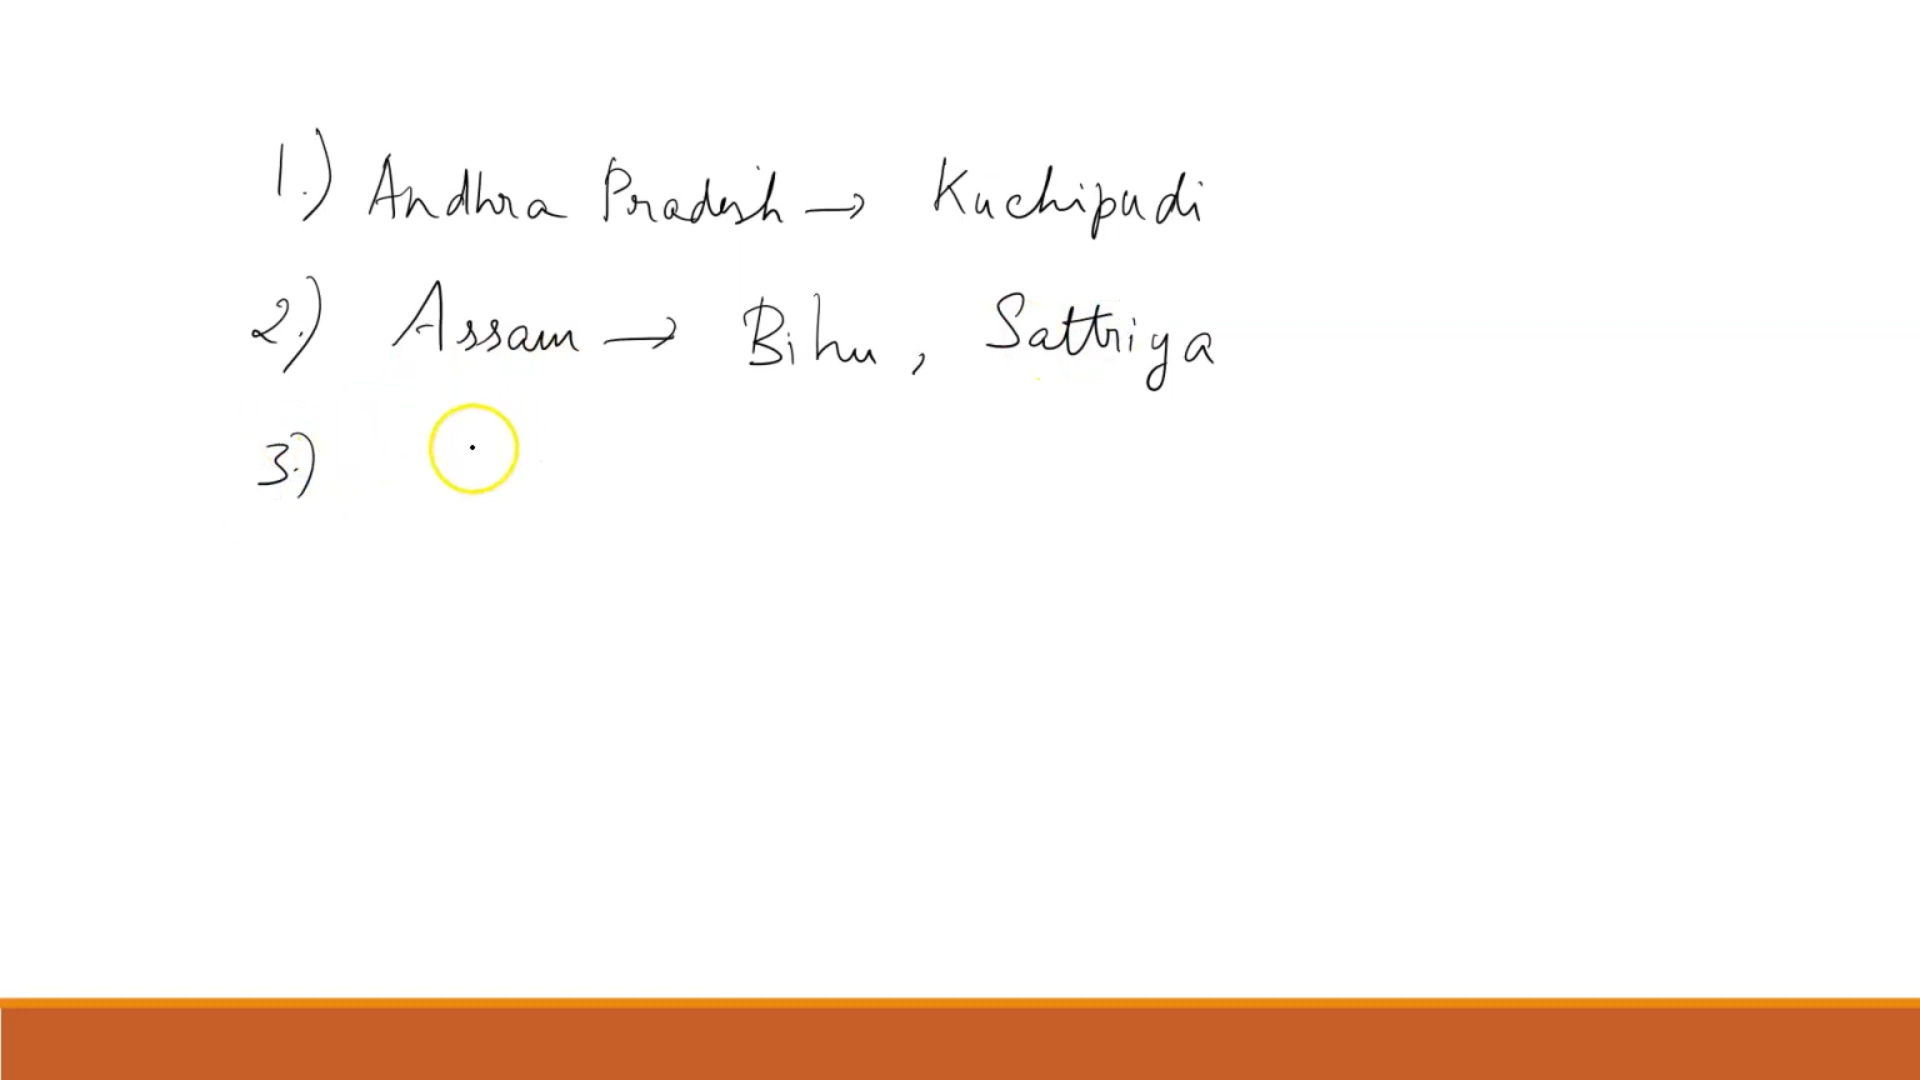 1.) Andhra Pradesh → Kuchipudi
2.) Assam → Bihu, Sattriya
3.)